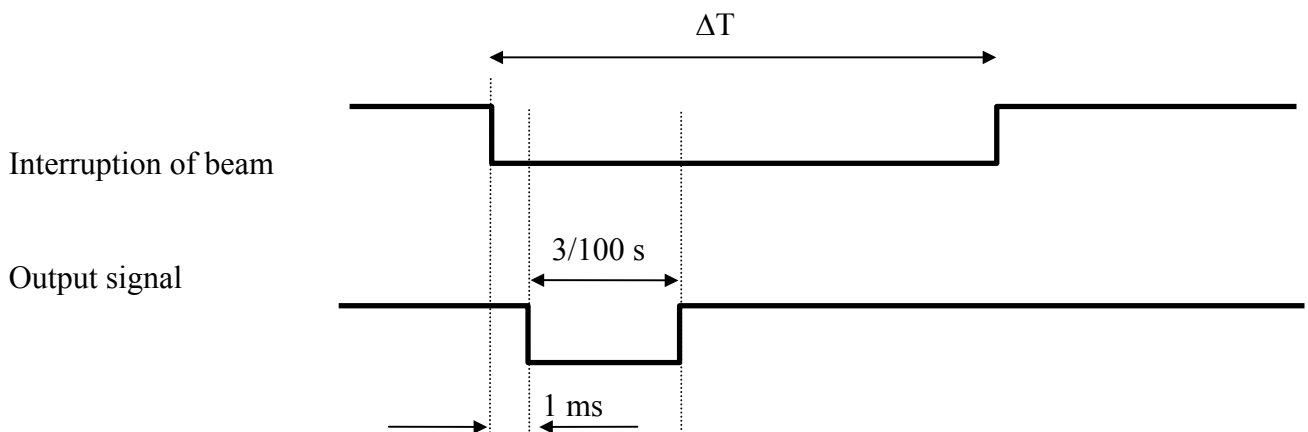 ΔT
Interruption of beam
3/100 s
Output signal
1 ms